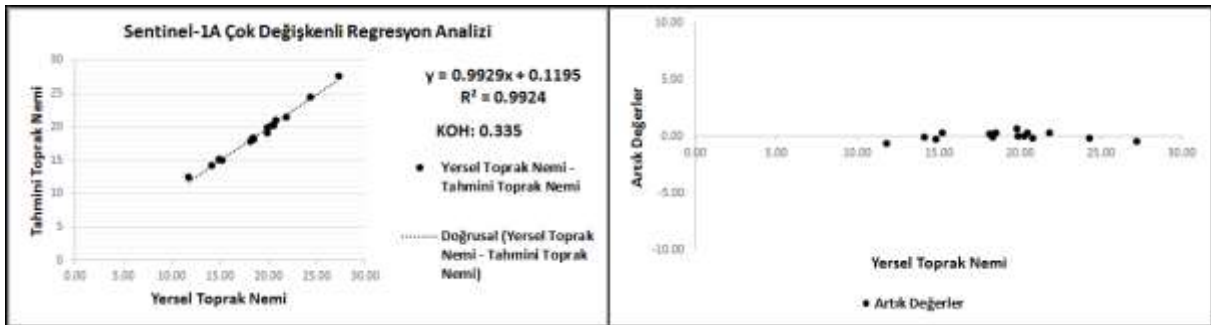 Sentinel-1A Çok Değişkenli Regresyon Analizi
Tahmini Toprak Nemi
30
25
20
15
10
5
0
0.00 5.00 10.00 15.00 20.00 25.00 30.00
Yersel Toprak Nemi
y = 0.9929x + 0.1195
R² = 0.9924
KOH: 0.335
Yersel Toprak Nemi -
Tahmini Toprak Nemi
Doğrusal (Yersel Toprak
Nemi - Tahmini Toprak
Nemi)
Artık Değerler
10.00
5.00
0.00
-5.00
-10.00
0.00 5.00 10.00 15.00 20.00 25.00 30.00
Yersel Toprak Nemi
Artık Değerler